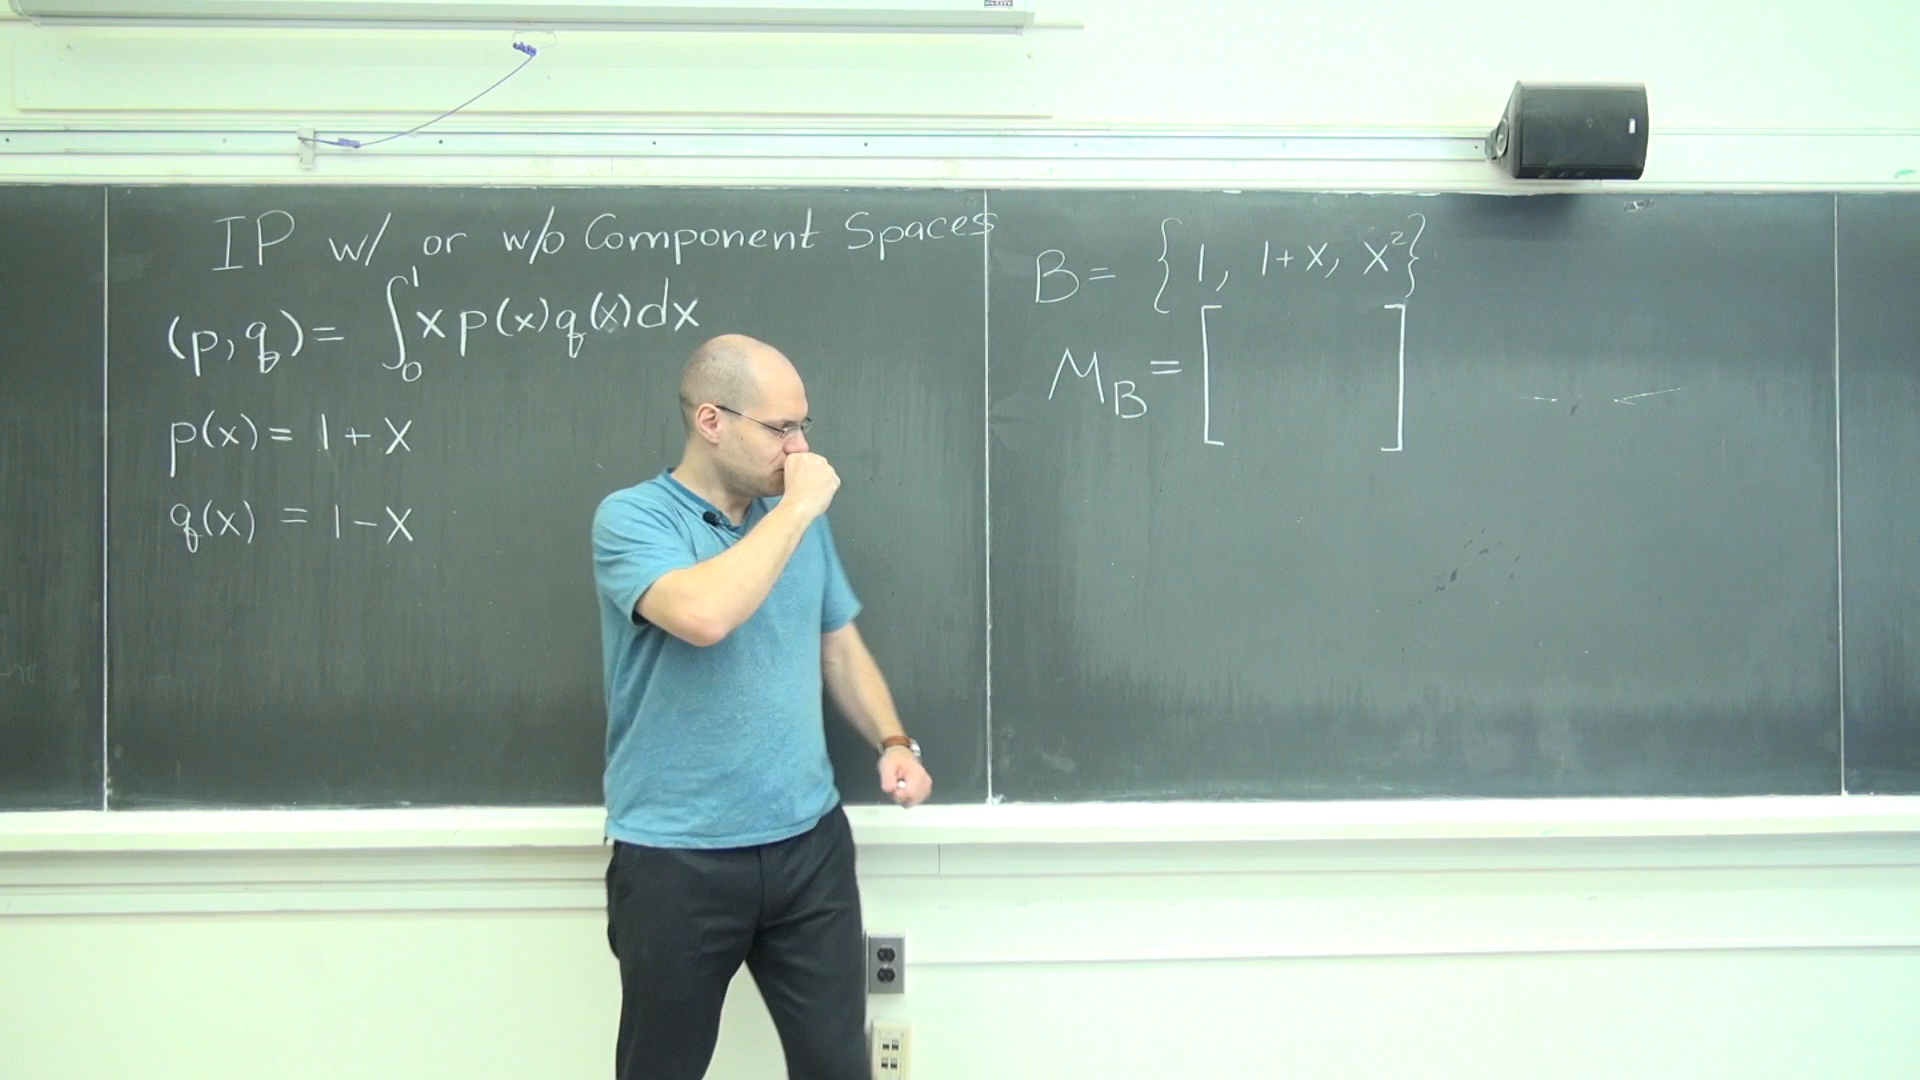 IP w/ or w/o Component Spaces
(p,q)= ∫₀¹ x p(x)q(x)dx
p(x)= 1+x
q(x) = 1-x
B= {1, 1+x, x²}
M_B = [ ]